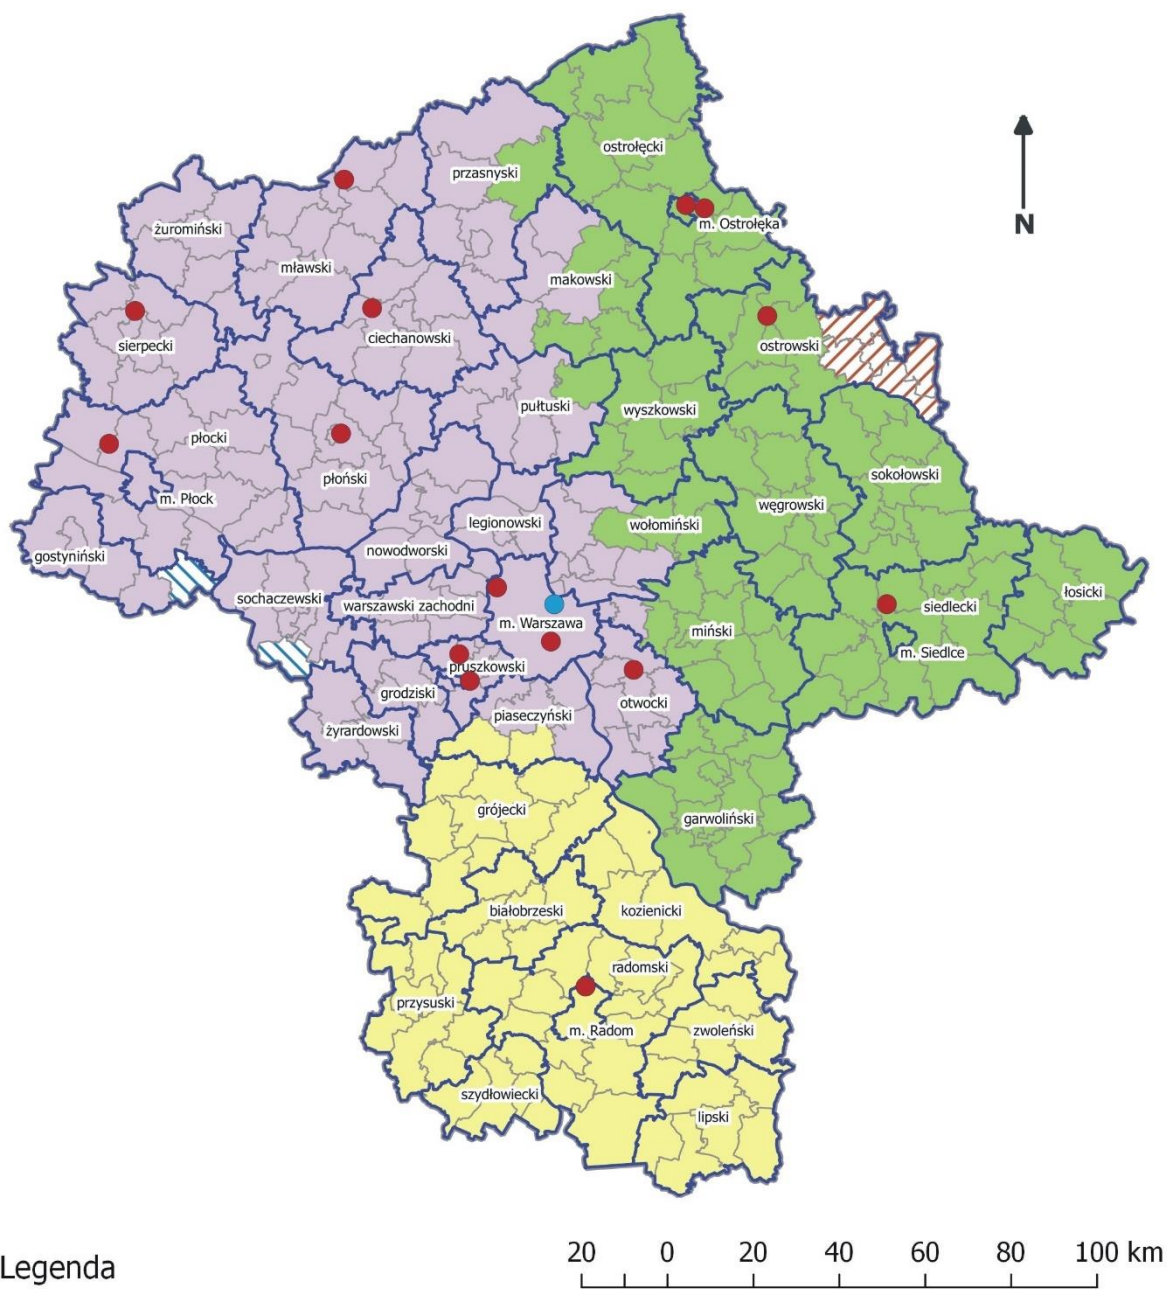 ostrołęcki
przasnyski
m. Ostrołęka
żuromiński
mławski
makowski
sierpecki
ciechanowski
ostrowski
pułtuski
wyszkowski
płocki
płoński
sokołowski
m. Płock
węgrowski
legionowski
wołomiński
gostyniński
nowodworski
sochaczewski
warszawski zachodni
siedlecki
łosicki
m. Warszawa
miński
m. Siedlce
pruszkowski
grodziski
otwocki
piaseczyński
żyrardowski
grójecki
garwoliński
białobrzeski
kozienicki
radomski
przysuski
m. Radom
zwoleński
szydłowiecki
lipski
N
Legenda
20 0 20 40 60 80 100 km